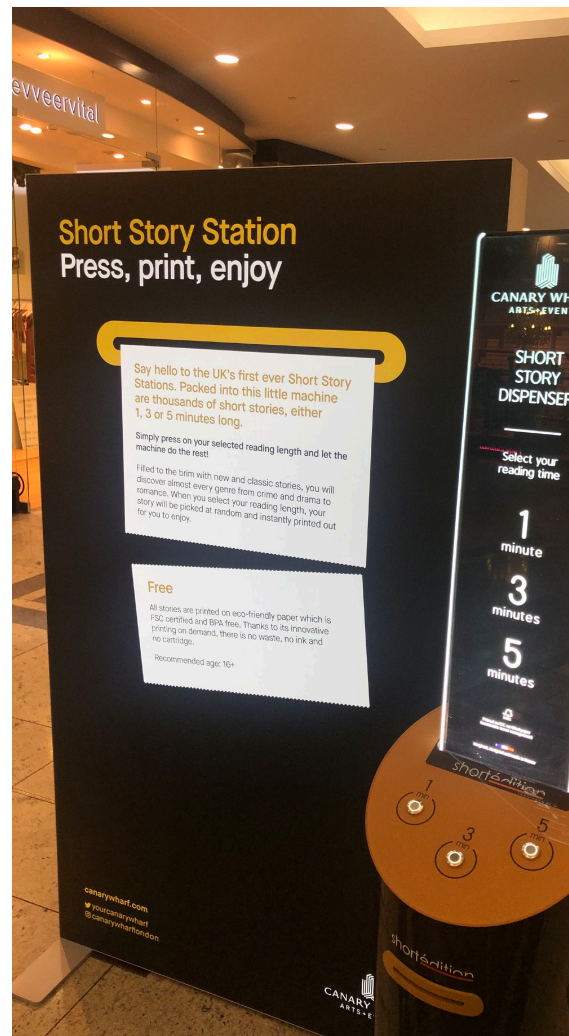 evveervital
Short Story Station
Press, print, enjoy
Say hello to the UK's first ever Short Story
Stations. Packed into this little machine
are thousands of short stories, either
1, 3 or 5 minutes long.
Simply press on your selected reading length and let the
machine do the rest!
Filled to the brim with new and classic stories, you will
discover almost every genre from crime and drama to
romance. When you select your reading length, your
story will be picked at random and instantly printed out
for you to enjoy.
Free
All stories are printed on eco-friendly paper which is
FSC certified and BPA free. Thanks to its innovative
printing on demand, there is no waste, no ink and
no cartridge.
Recommended age: 16+
canarywharf.com
yourcanarywharf
canarywharflondon
CANARY
ARTS+EV
CANARY WH
ARTS+EVEN
SHORT
STORY
DISPENSER
Select your
reading time
1
minute
3
minutes
5
minutes
shortédition
1
min
3
min
5
min
shortédition